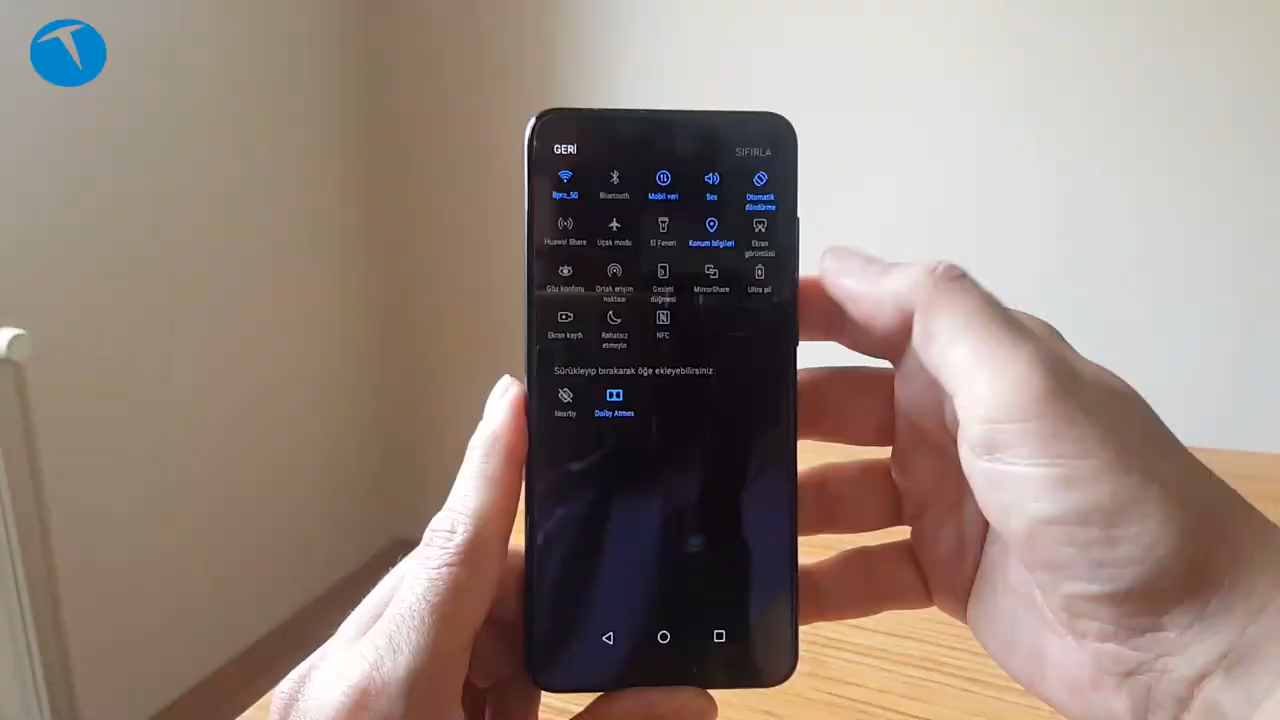 GERİ SIFIRLA
Bpro_5G Bluetooth Mobil veri Ses Otomatik
döndürme
Huawei Share Uçak modu El Feneri Konum bilgileri Ekran
görüntüsü
Göz konforu Ortak erişim Gezinti MirrorShare Ultra pil
noktası düğmesi
Ekran kaydı Rahatsız NFC
etmeyin
Sürükleyip bırakarak öğe ekleyebilirsiniz
Nearby Dolby Atmos